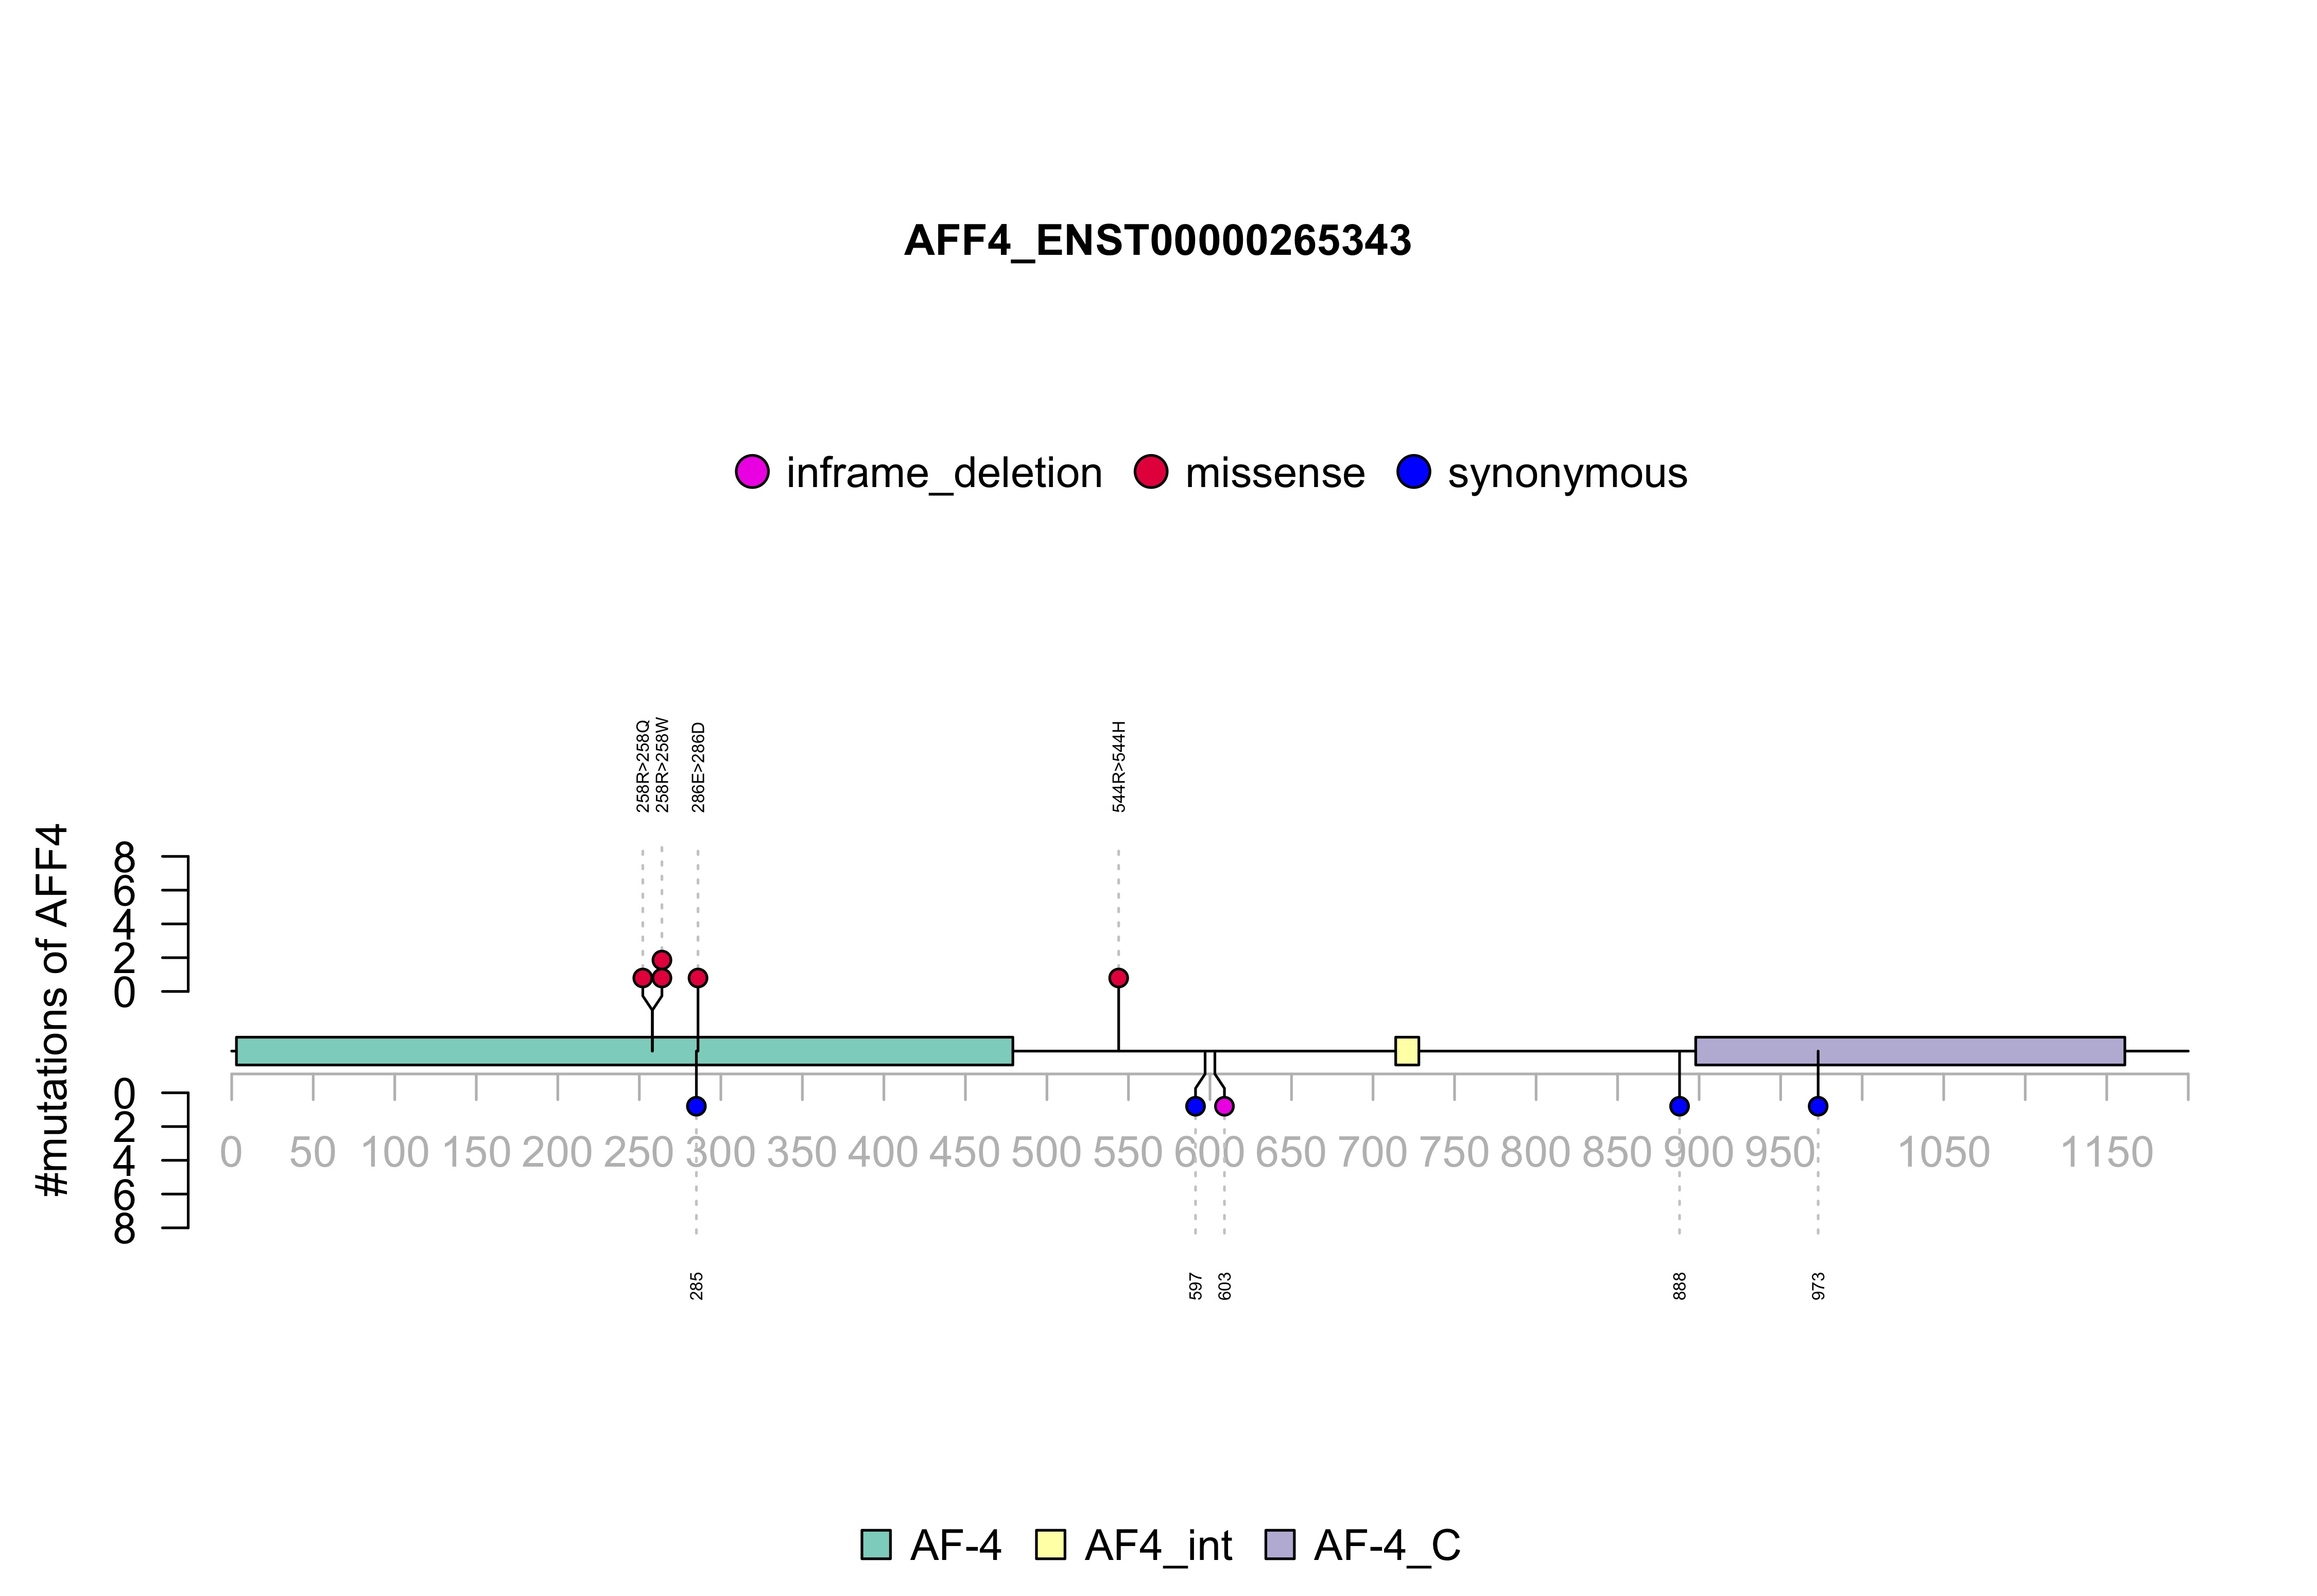 AFF4_ENST00000265343
inframe_deletion missense synonymous
258R>258Q
258R>258W
286E>286D
544R>544H
#mutations of AFF4
8
6
4
2
0
0
2
4
6
8
0 50 100 150 200 250 300 350 400 450 500 550 600 650 700 750 800 850 900 950 1050 1150
285
597
603
888
973
AF-4 AF4_int AF-4_C